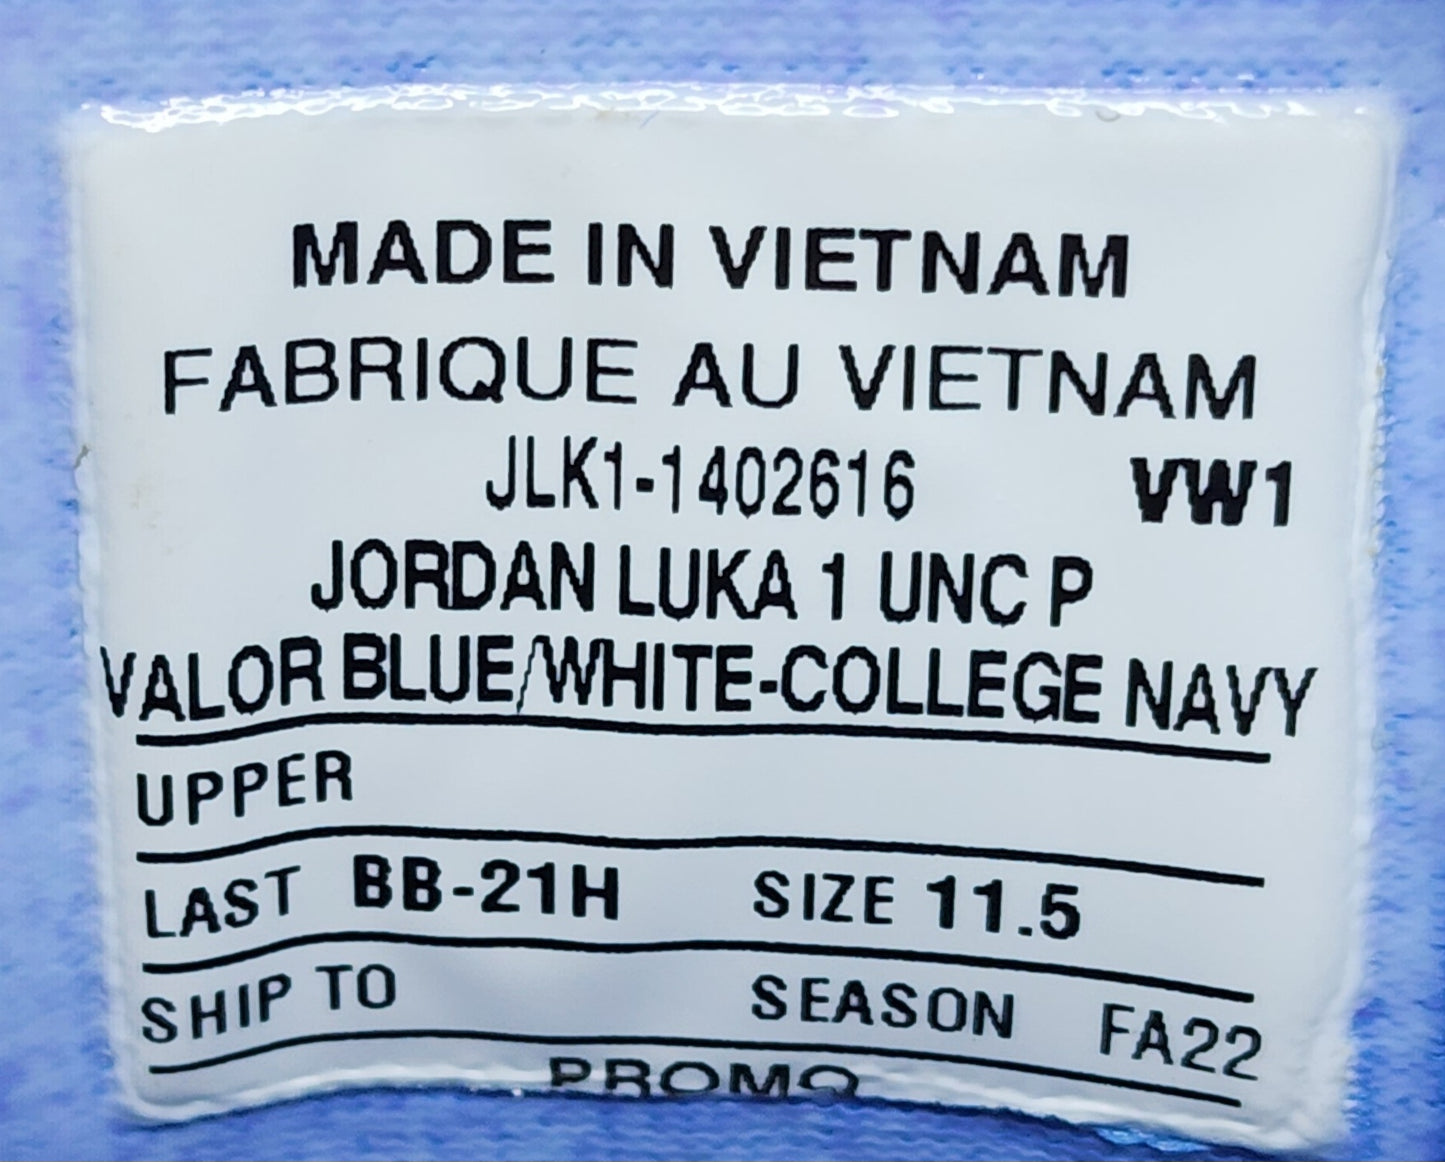 MADE IN VIETNAM
FABRIQUE AU VIETNAM
JLK1-1402616 VW1
JORDAN LUKA 1 UNC P
VALOR BLUE/WHITE-COLLEGE NAVY
UPPER
LAST BB-21H SIZE 11.5
SHIP TO SEASON FA22
PROMO